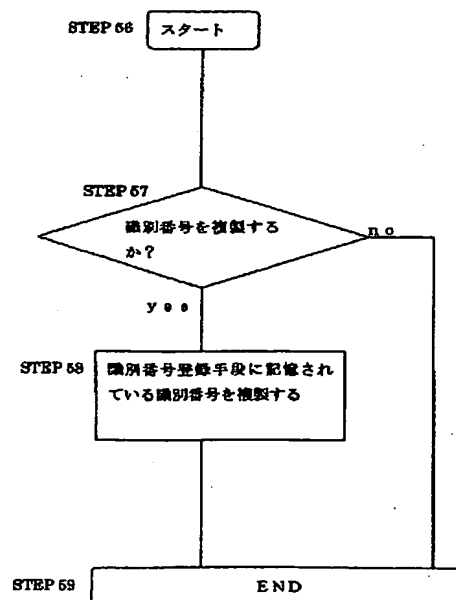 STEP 56
スタート
STEP 57
識別番号を複製する
か？
no
yes
STEP 58
識別番号登録手段に記憶され
ている識別番号を複製する
STEP 59
END